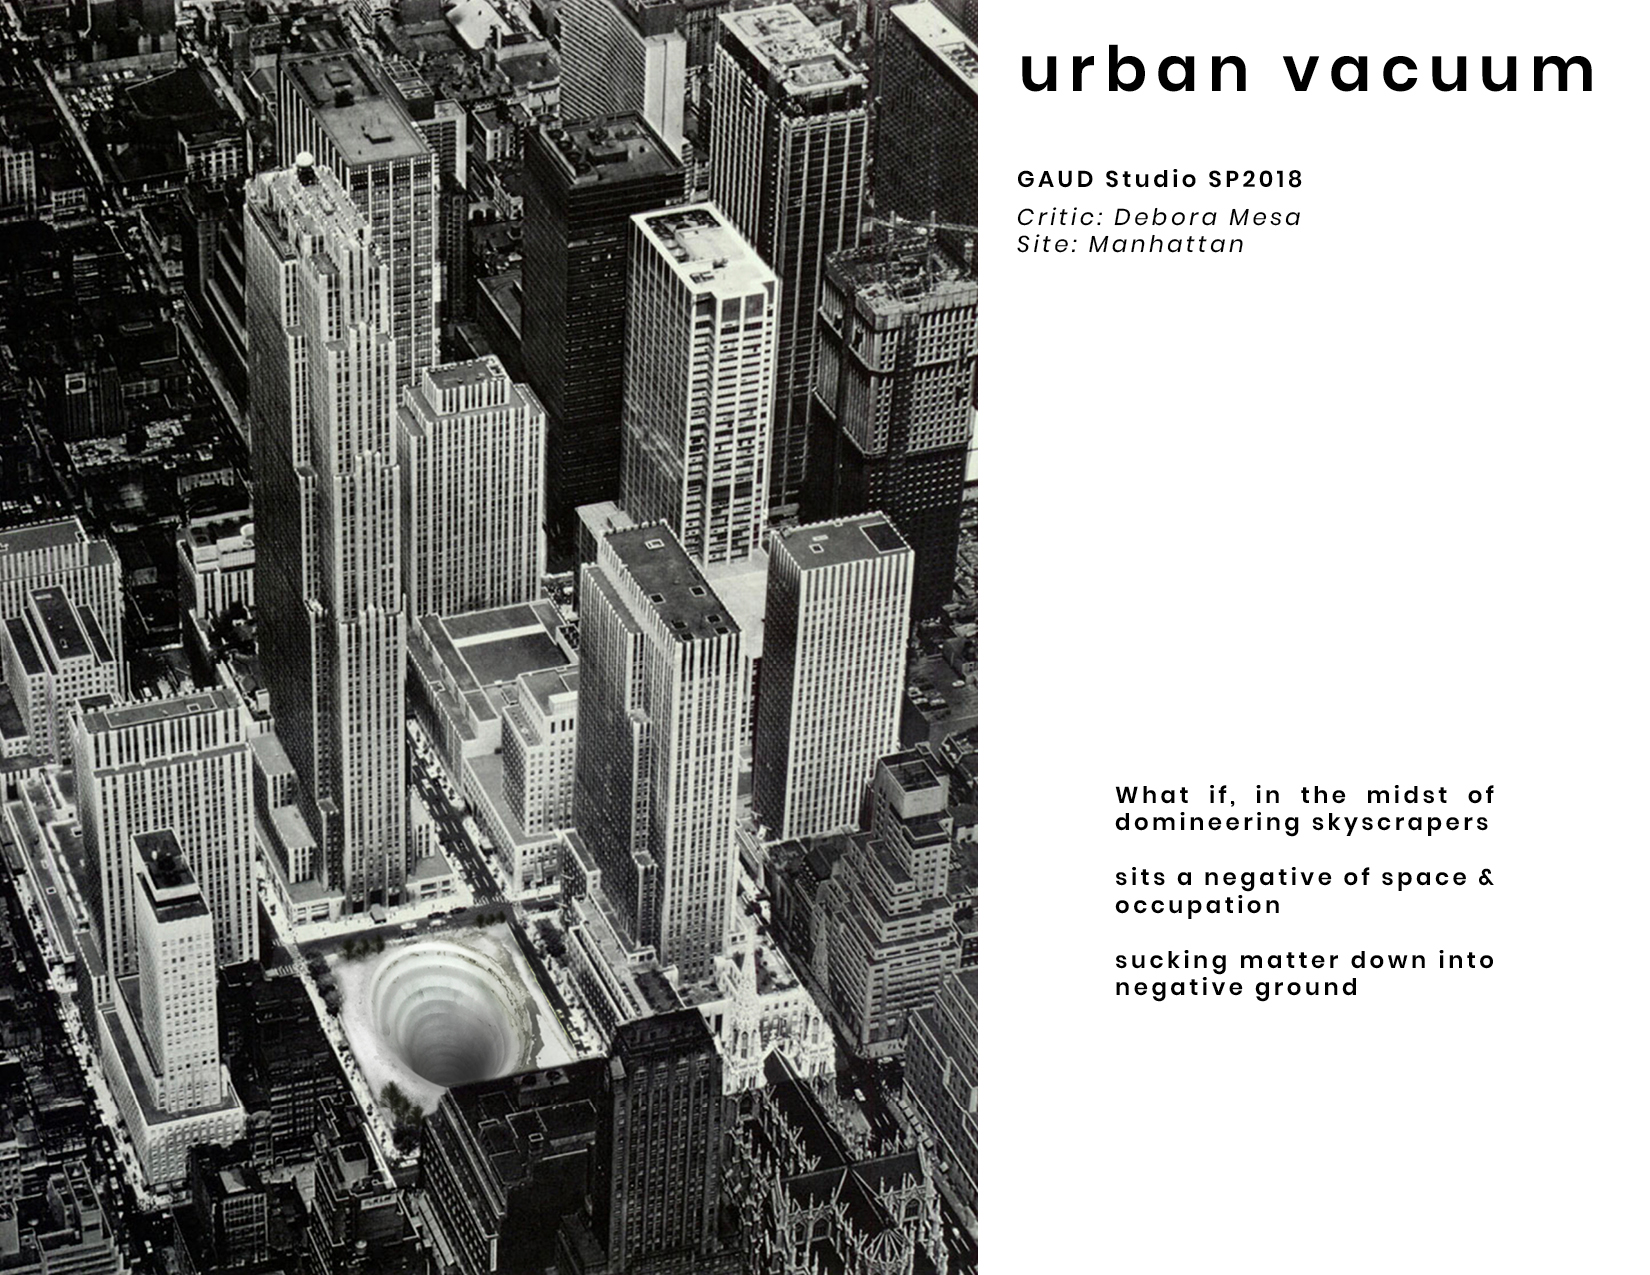 urban vacuum
GAUD Studio SP2018
Critic: Debora Mesa
Site: Manhattan
What if, in the midst of
domineering skyscrapers
sits a negative of space &
occupation
sucking matter down into
negative ground